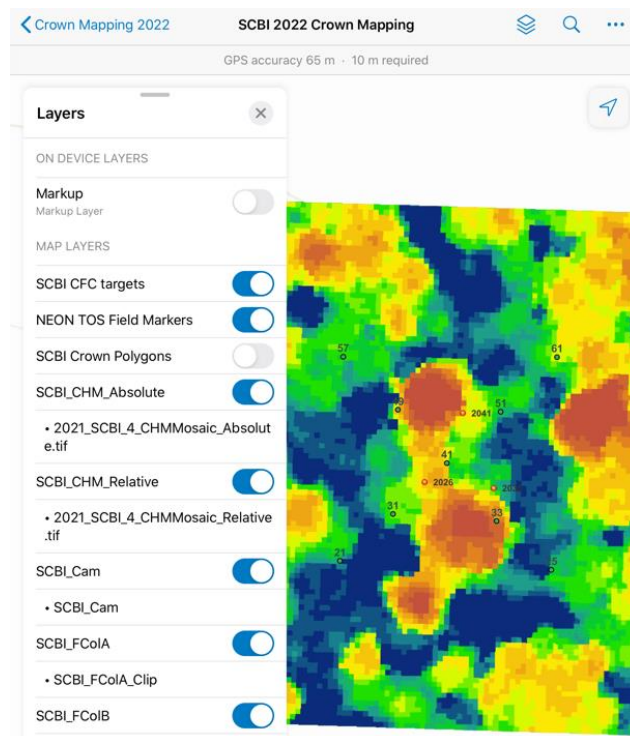 Crown Mapping 2022
SCBI 2022 Crown Mapping
GPS accuracy 65 m · 10 m required
Layers
ON DEVICE LAYERS
Markup
Markup Layer
MAP LAYERS
SCBI CFC targets
NEON TOS Field Markers
SCBI Crown Polygons
SCBI_CHM_Absolute
• 2021_SCBI_4_CHMMosaic_Absolut
e.tif
SCBI_CHM_Relative
• 2021_SCBI_4_CHMMosaic_Relative
.tif
SCBI_Cam
• SCBI_Cam
SCBI_FColA
• SCBI_FColA_Clip
SCBI_FColB
57
61
51
2041
41
2026
31
33
21